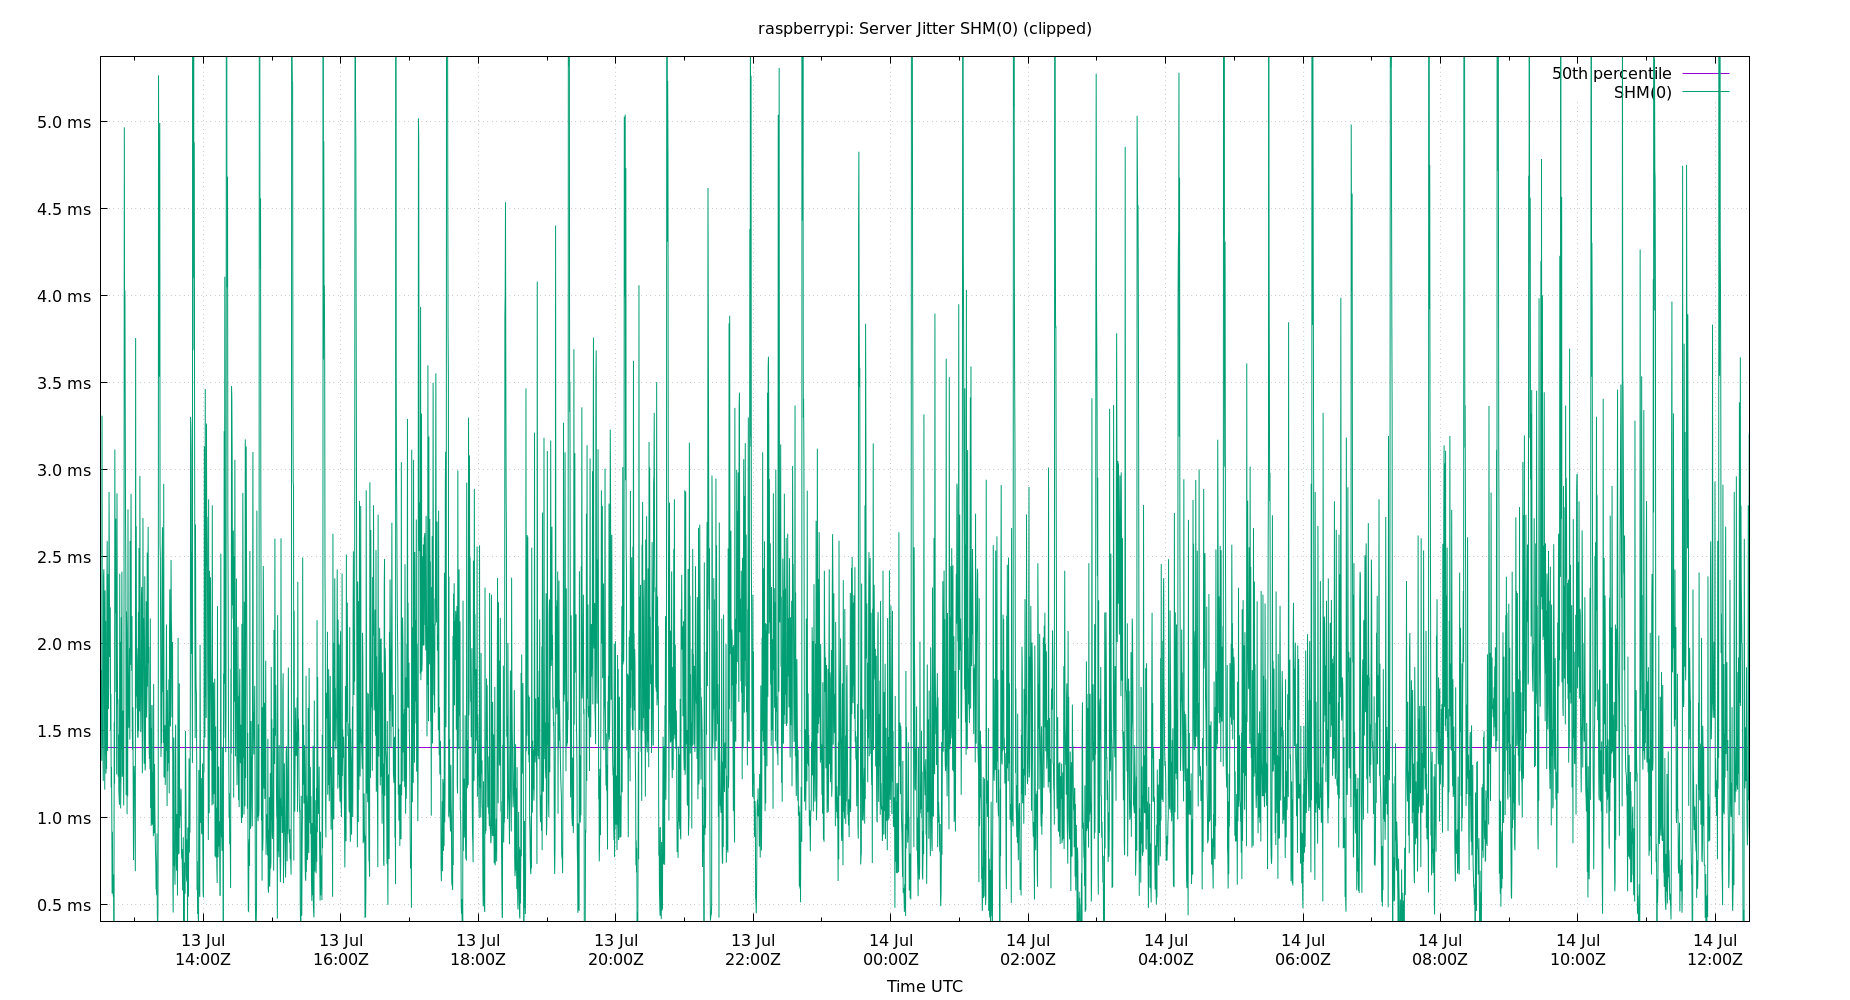 raspberrypi: Server Jitter SHM(0) (clipped)
50th percentile
SHM(0)
5.0 ms
4.5 ms
4.0 ms
3.5 ms
3.0 ms
2.5 ms
2.0 ms
1.5 ms
1.0 ms
0.5 ms
13 Jul 13 Jul 13 Jul 13 Jul 13 Jul 14 Jul 14 Jul 14 Jul 14 Jul 14 Jul 14 Jul 14 Jul
14:00Z 16:00Z 18:00Z 20:00Z 22:00Z 00:00Z 02:00Z 04:00Z 06:00Z 08:00Z 10:00Z 12:00Z
Time UTC